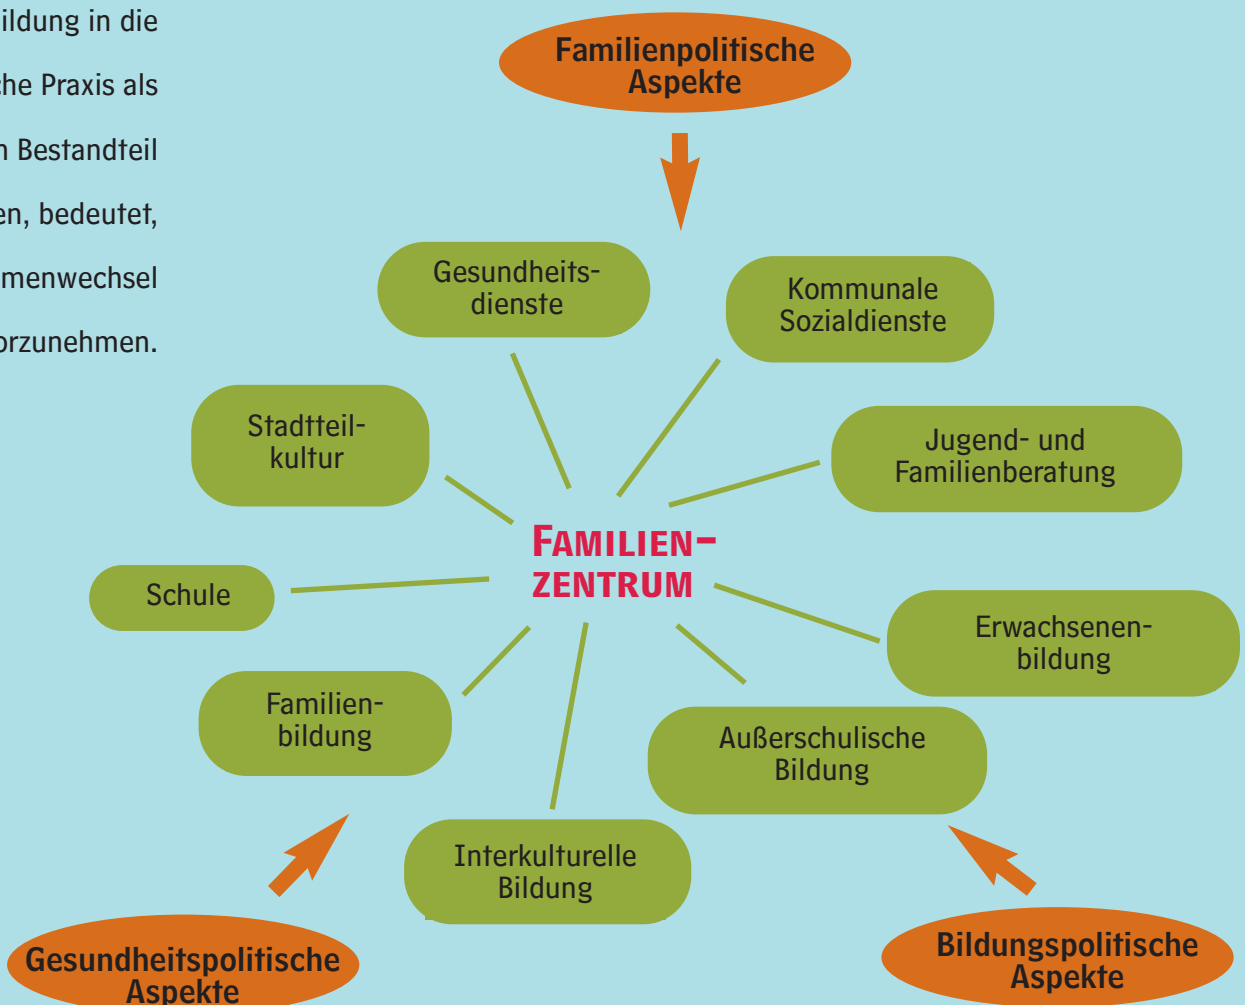 ildung in die
che Praxis als
n Bestandteil
en, bedeutet,
menwechsel
orzunehmen.
Familienpolitische
Aspekte
Gesundheits-
dienste
Kommunale
Sozialdienste
Stadtteil-
kultur
Jugend- und
Familienberatung
FAMILIEN-
ZENTRUM
Schule
Erwachsenen-
bildung
Familien-
bildung
Außerschulische
Bildung
Interkulturelle
Bildung
Gesundheitspolitische
Aspekte
Bildungspolitische
Aspekte